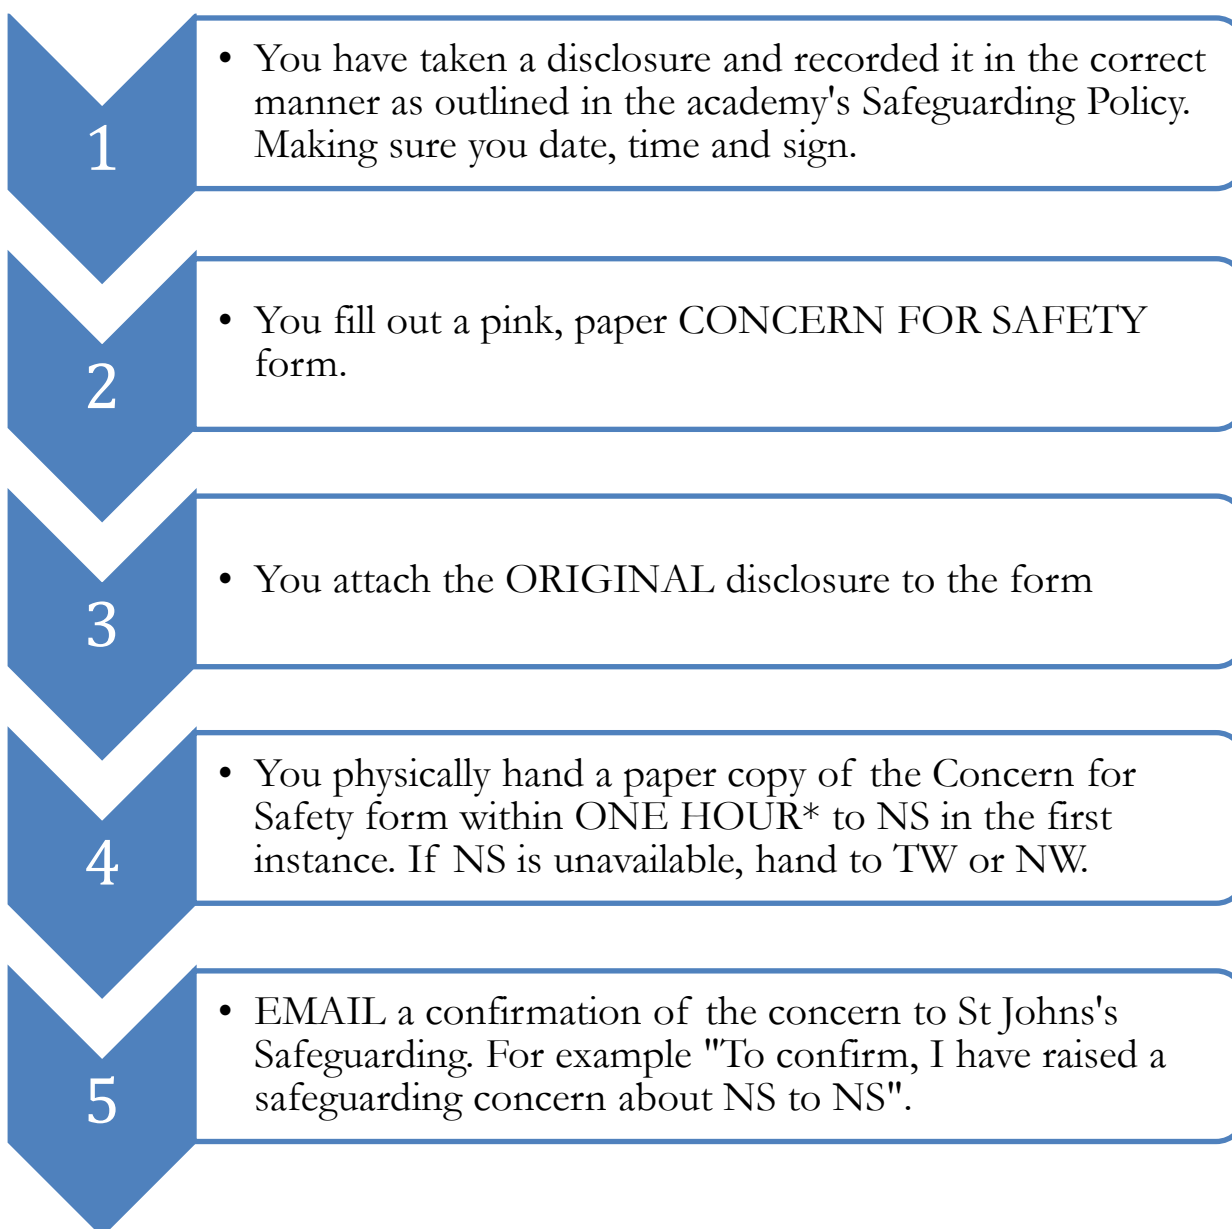 1
• You have taken a disclosure and recorded it in the correct
manner as outlined in the academy's Safeguarding Policy.
Making sure you date, time and sign.
2
• You fill out a pink, paper CONCERN FOR SAFETY
form.
3
• You attach the ORIGINAL disclosure to the form
4
• You physically hand a paper copy of the Concern for
Safety form within ONE HOUR* to NS in the first
instance. If NS is unavailable, hand to TW or NW.
5
• EMAIL a confirmation of the concern to St Johns's
Safeguarding. For example "To confirm, I have raised a
safeguarding concern about NS to NS".